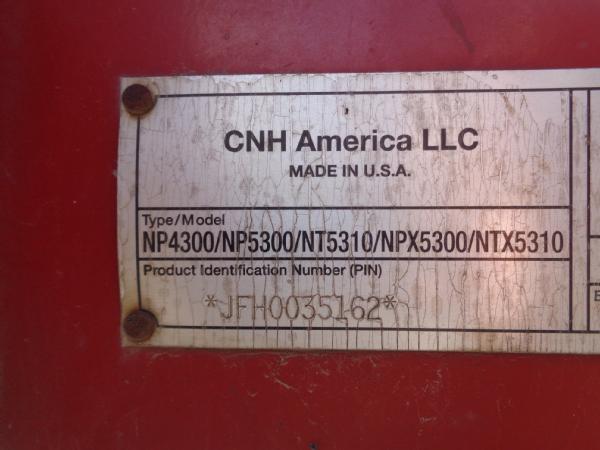 CNH America LLC
MADE IN U.S.A.
Type/Model
NP4300/NP5300/NT5310/NPX5300/NTX5310
Product Identification Number (PIN)
*JFH0035162*